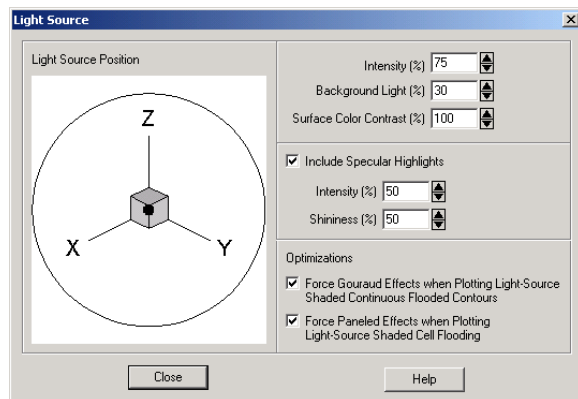 Light Source
Light Source Position
Z
X
Y
Intensity (%) 75
Background Light (%) 30
Surface Color Contrast (%) 100
Include Specular Highlights
Intensity (%) 50
Shininess (%) 50
Optimizations
Force Gouraud Effects when Plotting Light-Source
Shaded Continuous Flooded Contours
Force Paneled Effects when Plotting
Light-Source Shaded Cell Flooding
Close
Help